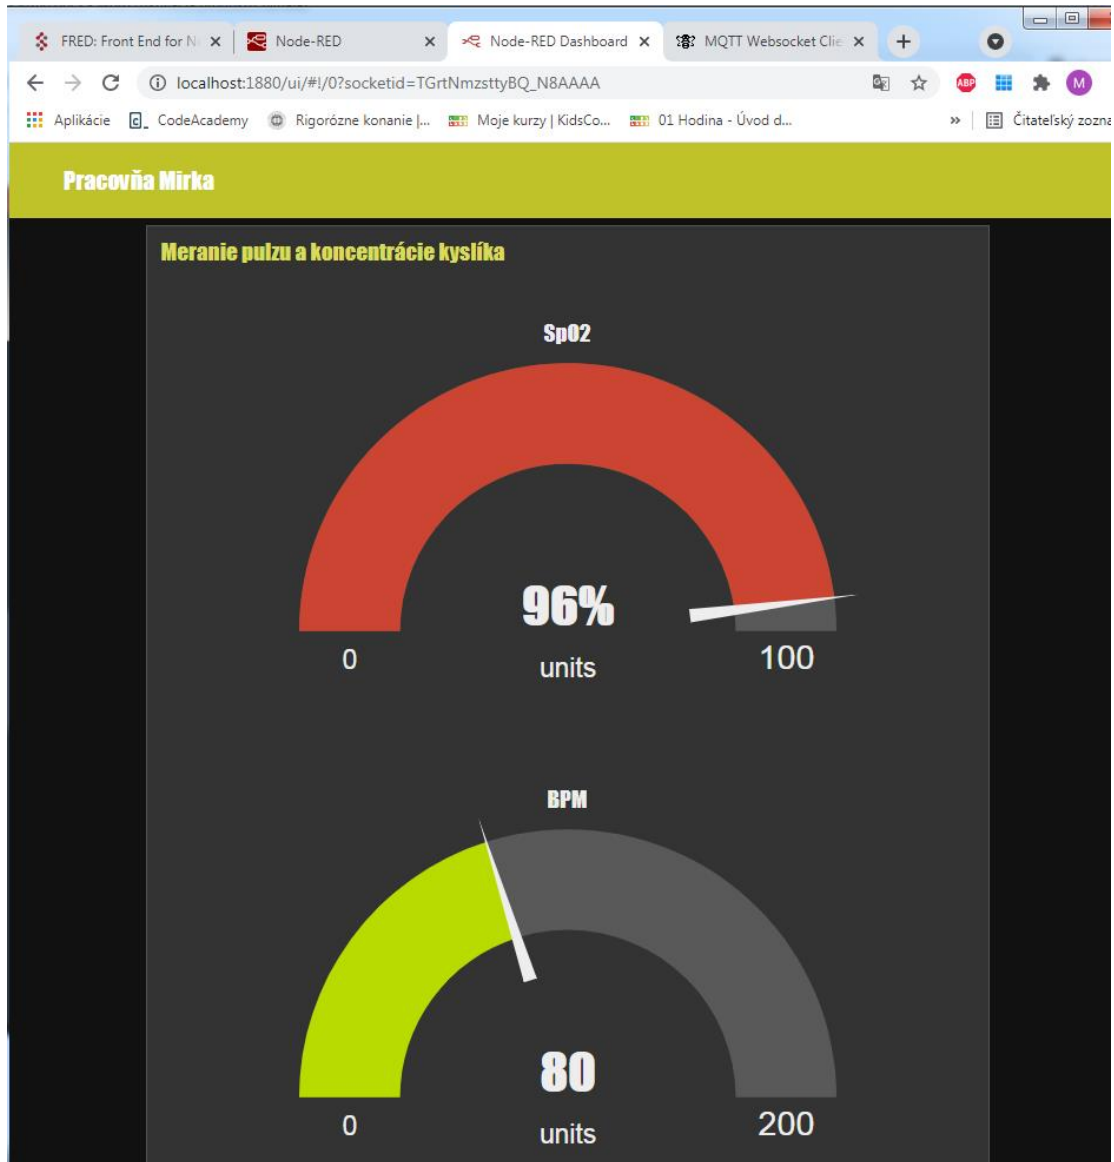 FRED: Front End for N
Node-RED
Node-RED Dashboard
MQTT Websocket Clie
localhost:1880/ui/#!/0?socketid=TGrtNmzsttyBQ_N8AAAA
ABP
M
Aplikácie
CodeAcademy
Rigorózne konanie |...
Moje kurzy | KidsCo...
01 Hodina - Úvod d...
»
Čitateľský zozna
Pracovňa Mirka
Meranie pulzu a koncentrácie kyslíka
SpO2
96%
0
units
100
BPM
80
0
units
200